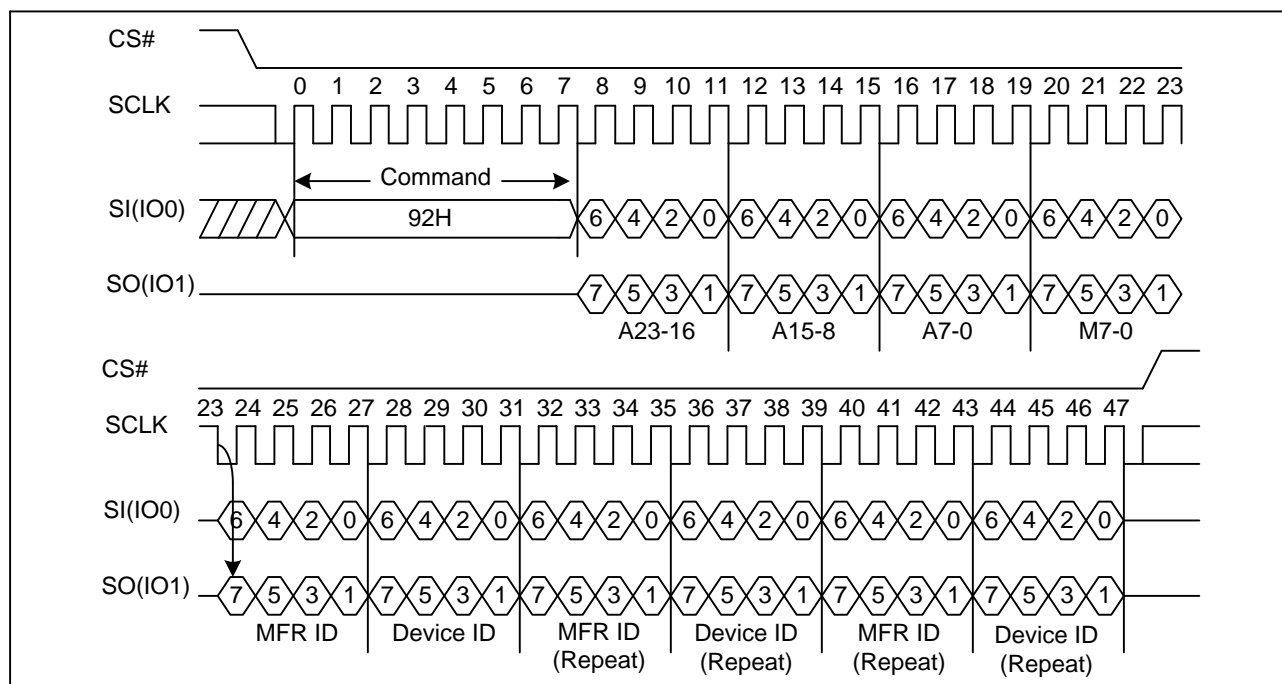 CS#
0 1 2 3 4 5 6 7 8 9 10 11 12 13 14 15 16 17 18 19 20 21 22 23
SCLK
Command
SI(IO0)
92H 6 4 2 0 6 4 2 0 6 4 2 0 6 4 2 0
SO(IO1)
7 5 3 1 7 5 3 1 7 5 3 1 7 5 3 1
A23-16 A15-8 A7-0 M7-0
CS#
23 24 25 26 27 28 29 30 31 32 33 34 35 36 37 38 39 40 41 42 43 44 45 46 47
SCLK
SI(IO0)
6 4 2 0 6 4 2 0 6 4 2 0 6 4 2 0 6 4 2 0 6 4 2 0
SO(IO1)
7 5 3 1 7 5 3 1 7 5 3 1 7 5 3 1 7 5 3 1 7 5 3 1
MFR ID Device ID MFR ID Device ID MFR ID Device ID
(Repeat) (Repeat) (Repeat) (Repeat)